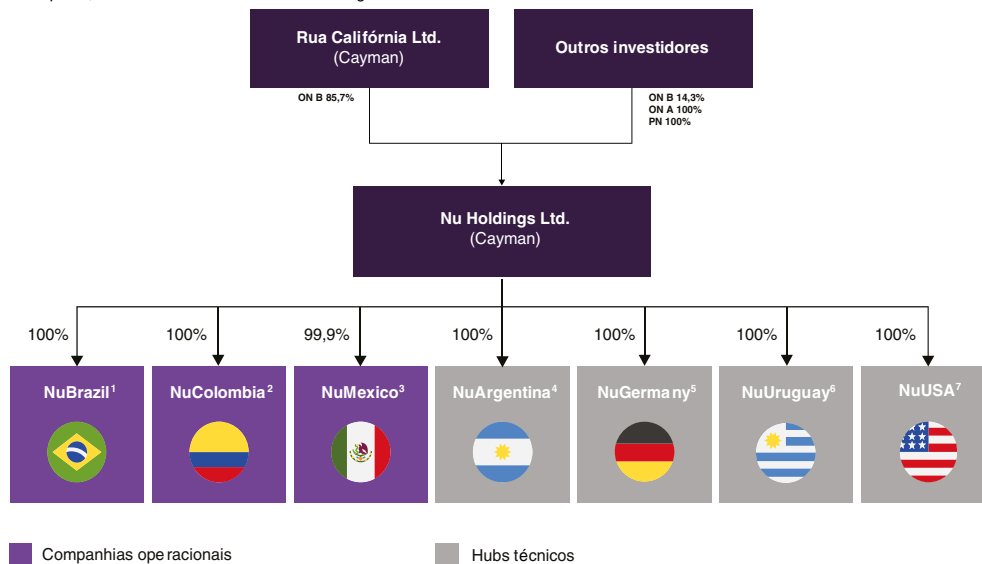 Rua Califórnia Ltd.
(Cayman)
Outros investidores
ON B 85,7%
ON B 14,3%
ON A 100%
PN 100%
Nu Holdings Ltd.
(Cayman)
100%
100%
99,9%
100%
100%
100%
100%
NuBrazil¹
NuColombia²
NuMexico³
NuArgentina⁴
NuGermany⁵
NuUruguay⁶
NuUSA⁷
Companhias operacionais
Hubs técnicos